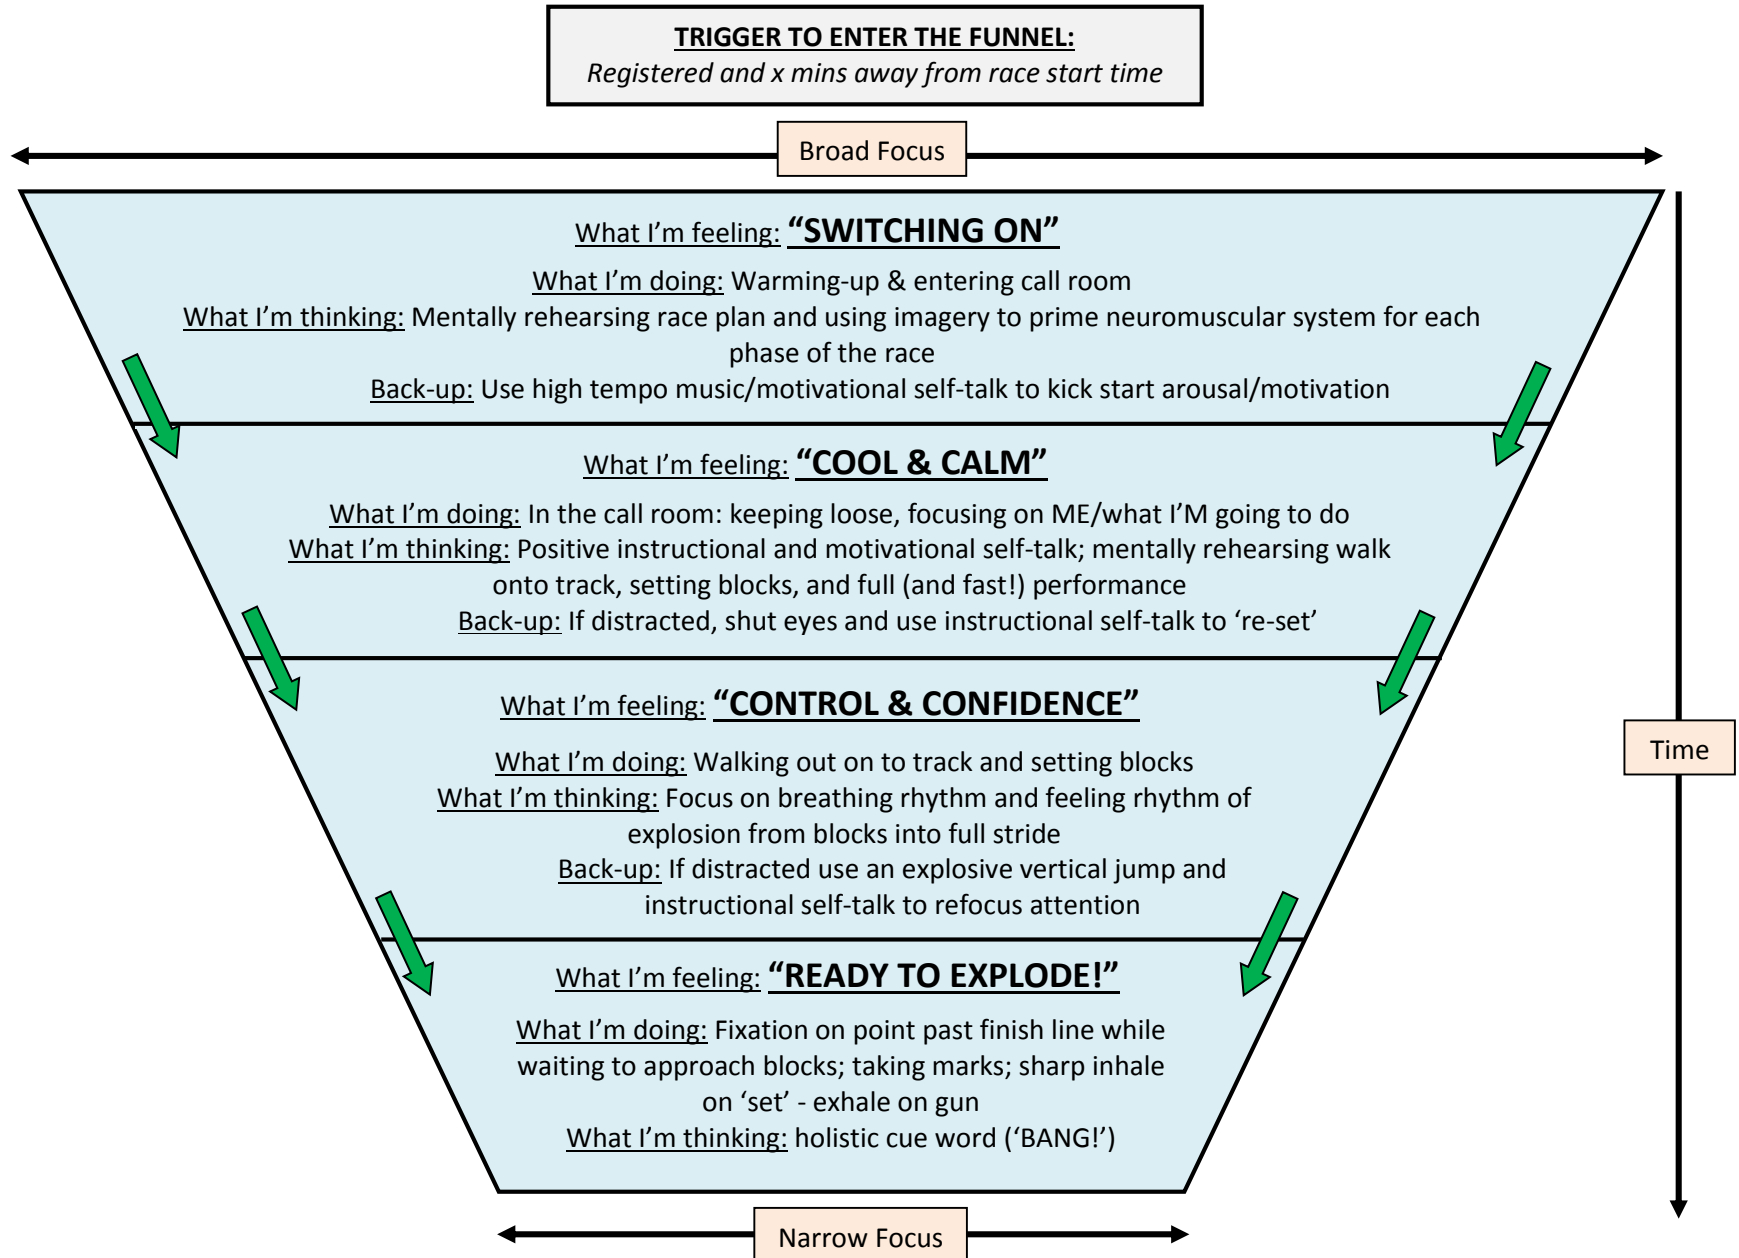 TRIGGER TO ENTER THE FUNNEL:
Registered and x mins away from race start time
Broad Focus
What I’m feeling: “SWITCHING ON”
What I’m doing: Warming-up & entering call room
What I’m thinking: Mentally rehearsing race plan and using imagery to prime neuromuscular system for each
phase of the race
Back-up: Use high tempo music/motivational self-talk to kick start arousal/motivation
What I’m feeling: “COOL & CALM”
What I’m doing: In the call room: keeping loose, focusing on ME/what I’M going to do
What I’m thinking: Positive instructional and motivational self-talk; mentally rehearsing walk
onto track, setting blocks, and full (and fast!) performance
Back-up: If distracted, shut eyes and use instructional self-talk to ‘re-set’
What I’m feeling: “CONTROL & CONFIDENCE”
What I’m doing: Walking out on to track and setting blocks
What I’m thinking: Focus on breathing rhythm and feeling rhythm of
explosion from blocks into full stride
Back-up: If distracted use an explosive vertical jump and
instructional self-talk to refocus attention
Time
What I’m feeling: “READY TO EXPLODE!”
What I’m doing: Fixation on point past finish line while
waiting to approach blocks; taking marks; sharp inhale
on ‘set’ - exhale on gun
What I’m thinking: holistic cue word (‘BANG!’)
Narrow Focus